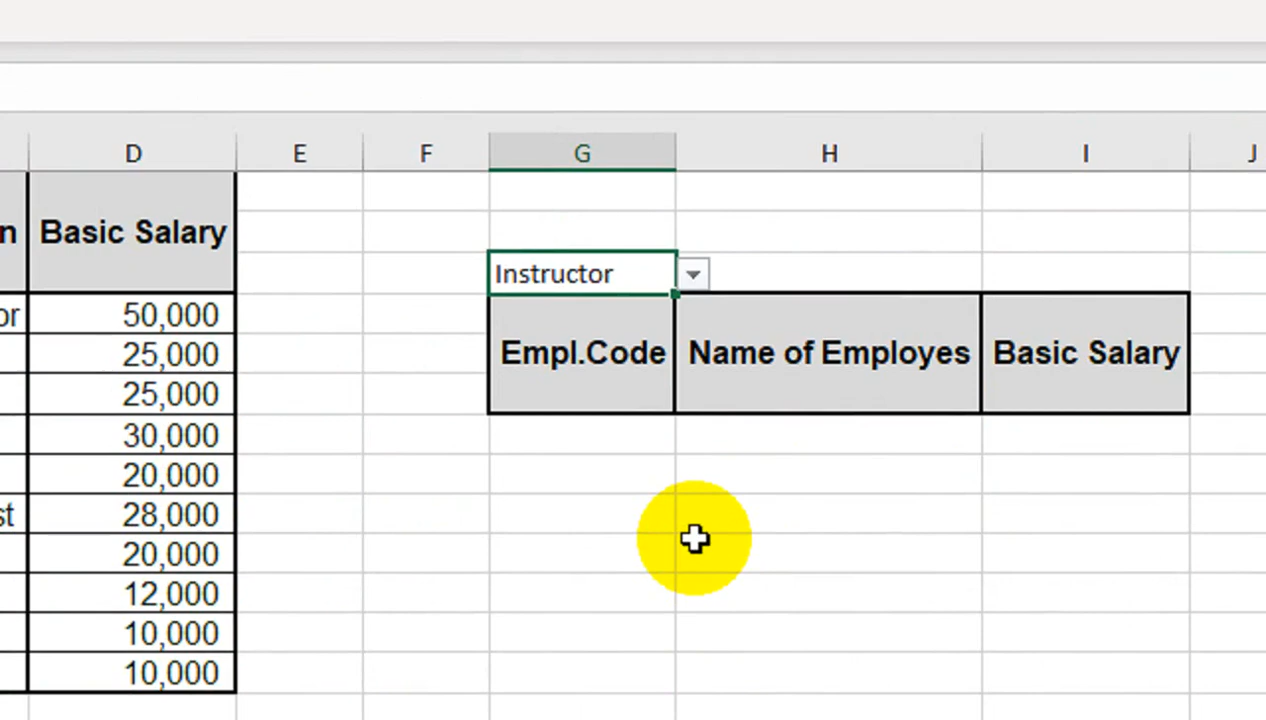 D E F G H I J
n Basic Salary
Instructor
or 50,000
Empl.Code Name of Employes Basic Salary
25,000
25,000
30,000
20,000
st 28,000
20,000
12,000
10,000
10,000